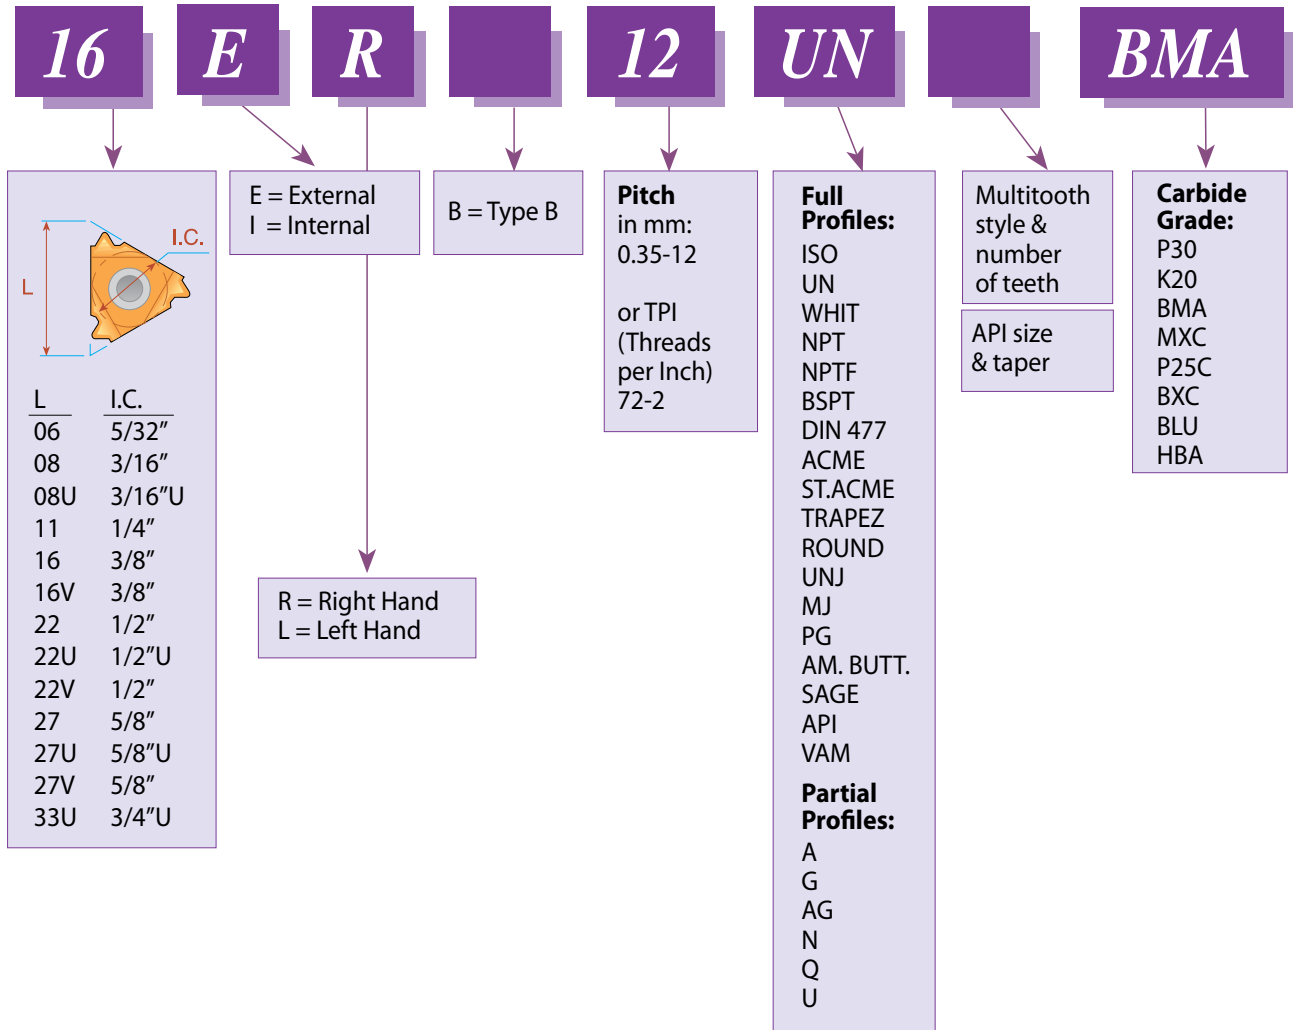 16 E R 12 UN BMA
I.C.
L
L I.C.
06 5/32”
08 3/16”
08U 3/16”U
11 1/4”
16 3/8”
16V 3/8”
22 1/2”
22U 1/2”U
22V 1/2”
27 5/8”
27U 5/8”U
27V 5/8”
33U 3/4”U
E = External
I = Internal
R = Right Hand
L = Left Hand
B = Type B
Pitch
in mm:
0.35-12
or TPI
(Threads
per Inch)
72-2
Full
Profiles:
ISO
UN
WHIT
NPT
NPTF
BSPT
DIN 477
ACME
ST.ACME
TRAPEZ
ROUND
UNJ
MJ
PG
AM. BUTT.
SAGE
API
VAM
Partial
Profiles:
A
G
AG
N
Q
U
Multitooth
style &
number
of teeth
API size
& taper
Carbide
Grade:
P30
K20
BMA
MXC
P25C
BXC
BLU
HBA